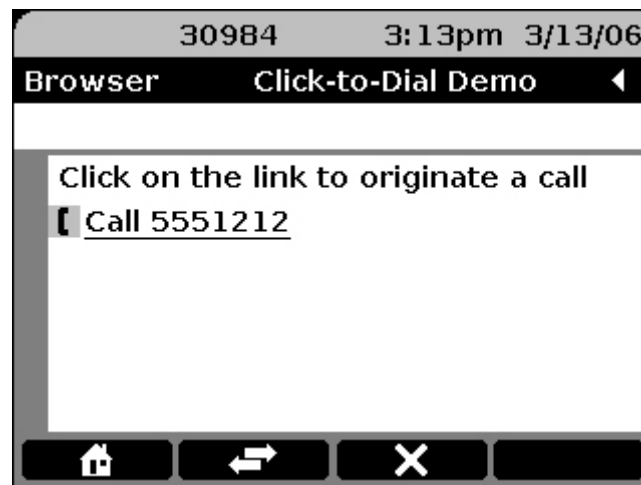 30984 3:13pm 3/13/06
Browser Click-to-Dial Demo
Click on the link to originate a call
Call 5551212